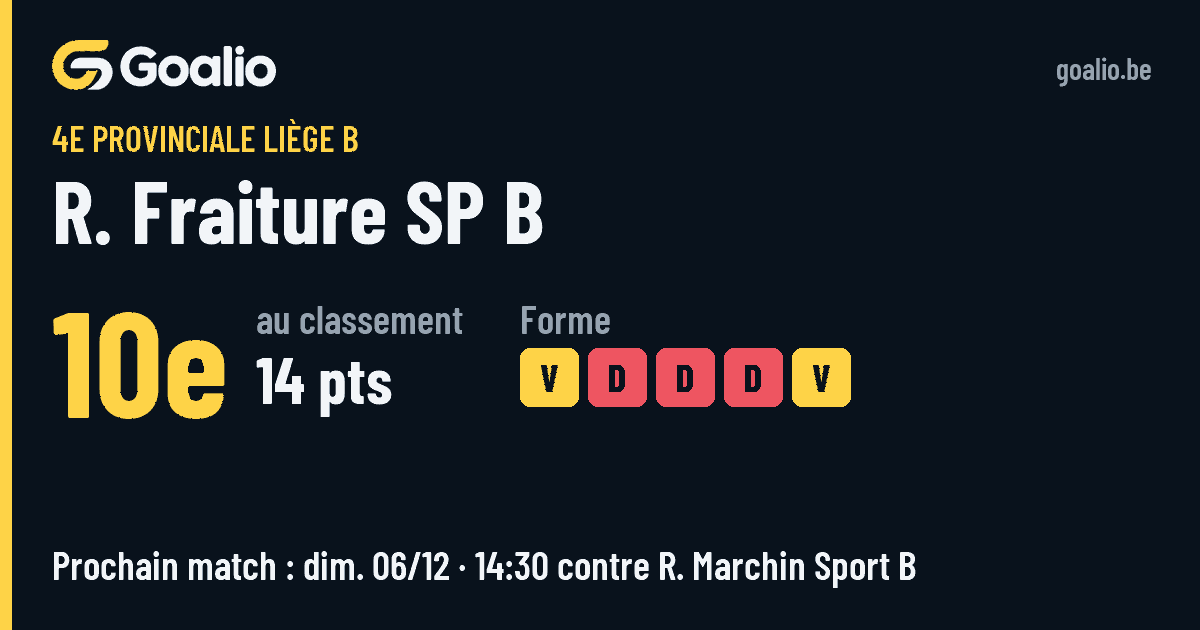 Goalio
goalio.be
4E PROVINCIALE LIÈGE B
R. Fraiture SP B
10e
au classement
14 pts
Forme
V D D D V
Prochain match : dim. 06/12 · 14:30 contre R. Marchin Sport B